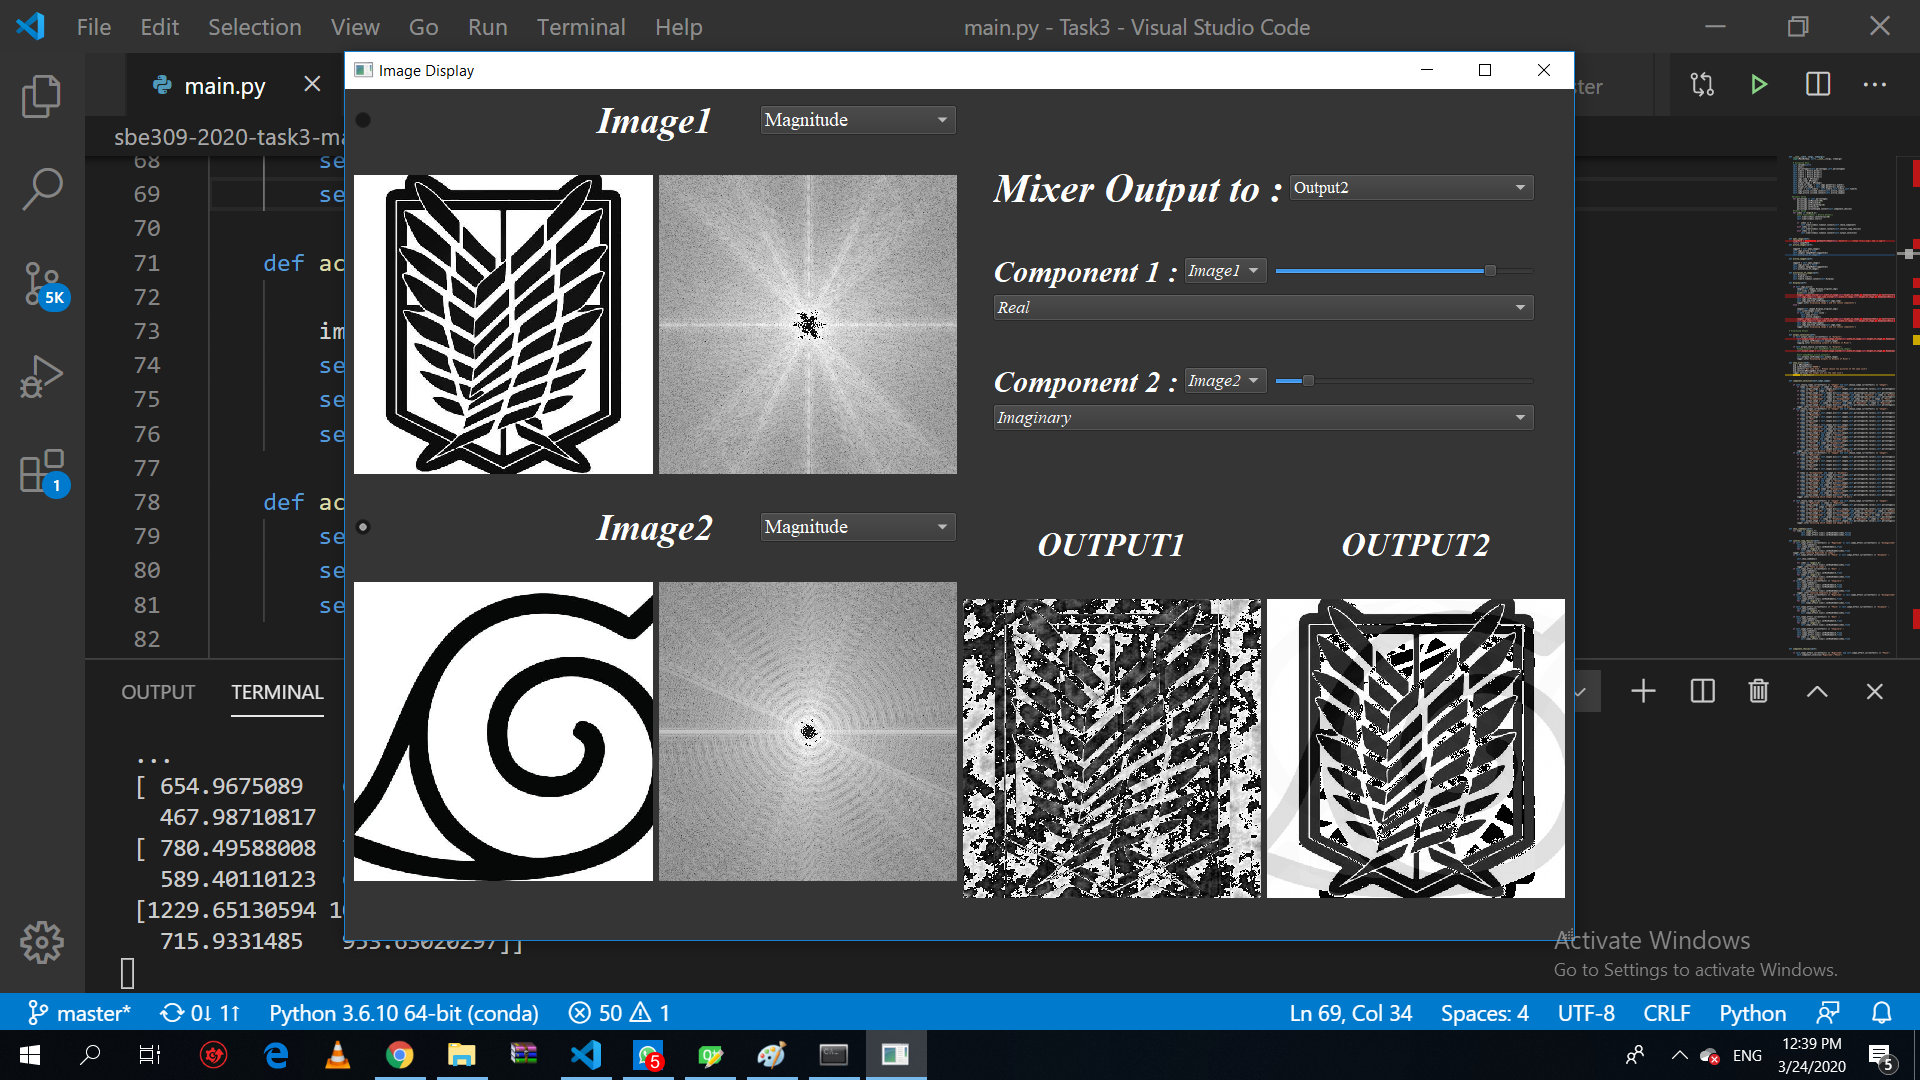 File Edit Selection View Go Run Terminal Help
main.py - Task3 - Visual Studio Code
main.py
Image Display
sbe309-2020-task3-ma
Image1
Magnitude
Mixer Output to :
Output2
Component 1 :
Image1
Real
Component 2 :
Image2
Imaginary
Image2
Magnitude
OUTPUT1
OUTPUT2
68 se
69 se
70
71 def ac
72
73 im
74 se
75 se
76 se
77
78 def ac
79 se
80 se
81 se
82
5K
1
OUTPUT TERMINAL
...
[ 654.9675089
467.98710817
[ 780.49588008
589.40110123
[1229.65130594 1
715.9331485 953.63020297]]
Activate Windows
Go to Settings to activate Windows.
master* 0↓ 1↑ Python 3.6.10 64-bit (conda) 50 1
Ln 69, Col 34 Spaces: 4 UTF-8 CRLF Python
5
ENG
12:39 PM
3/24/2020
5